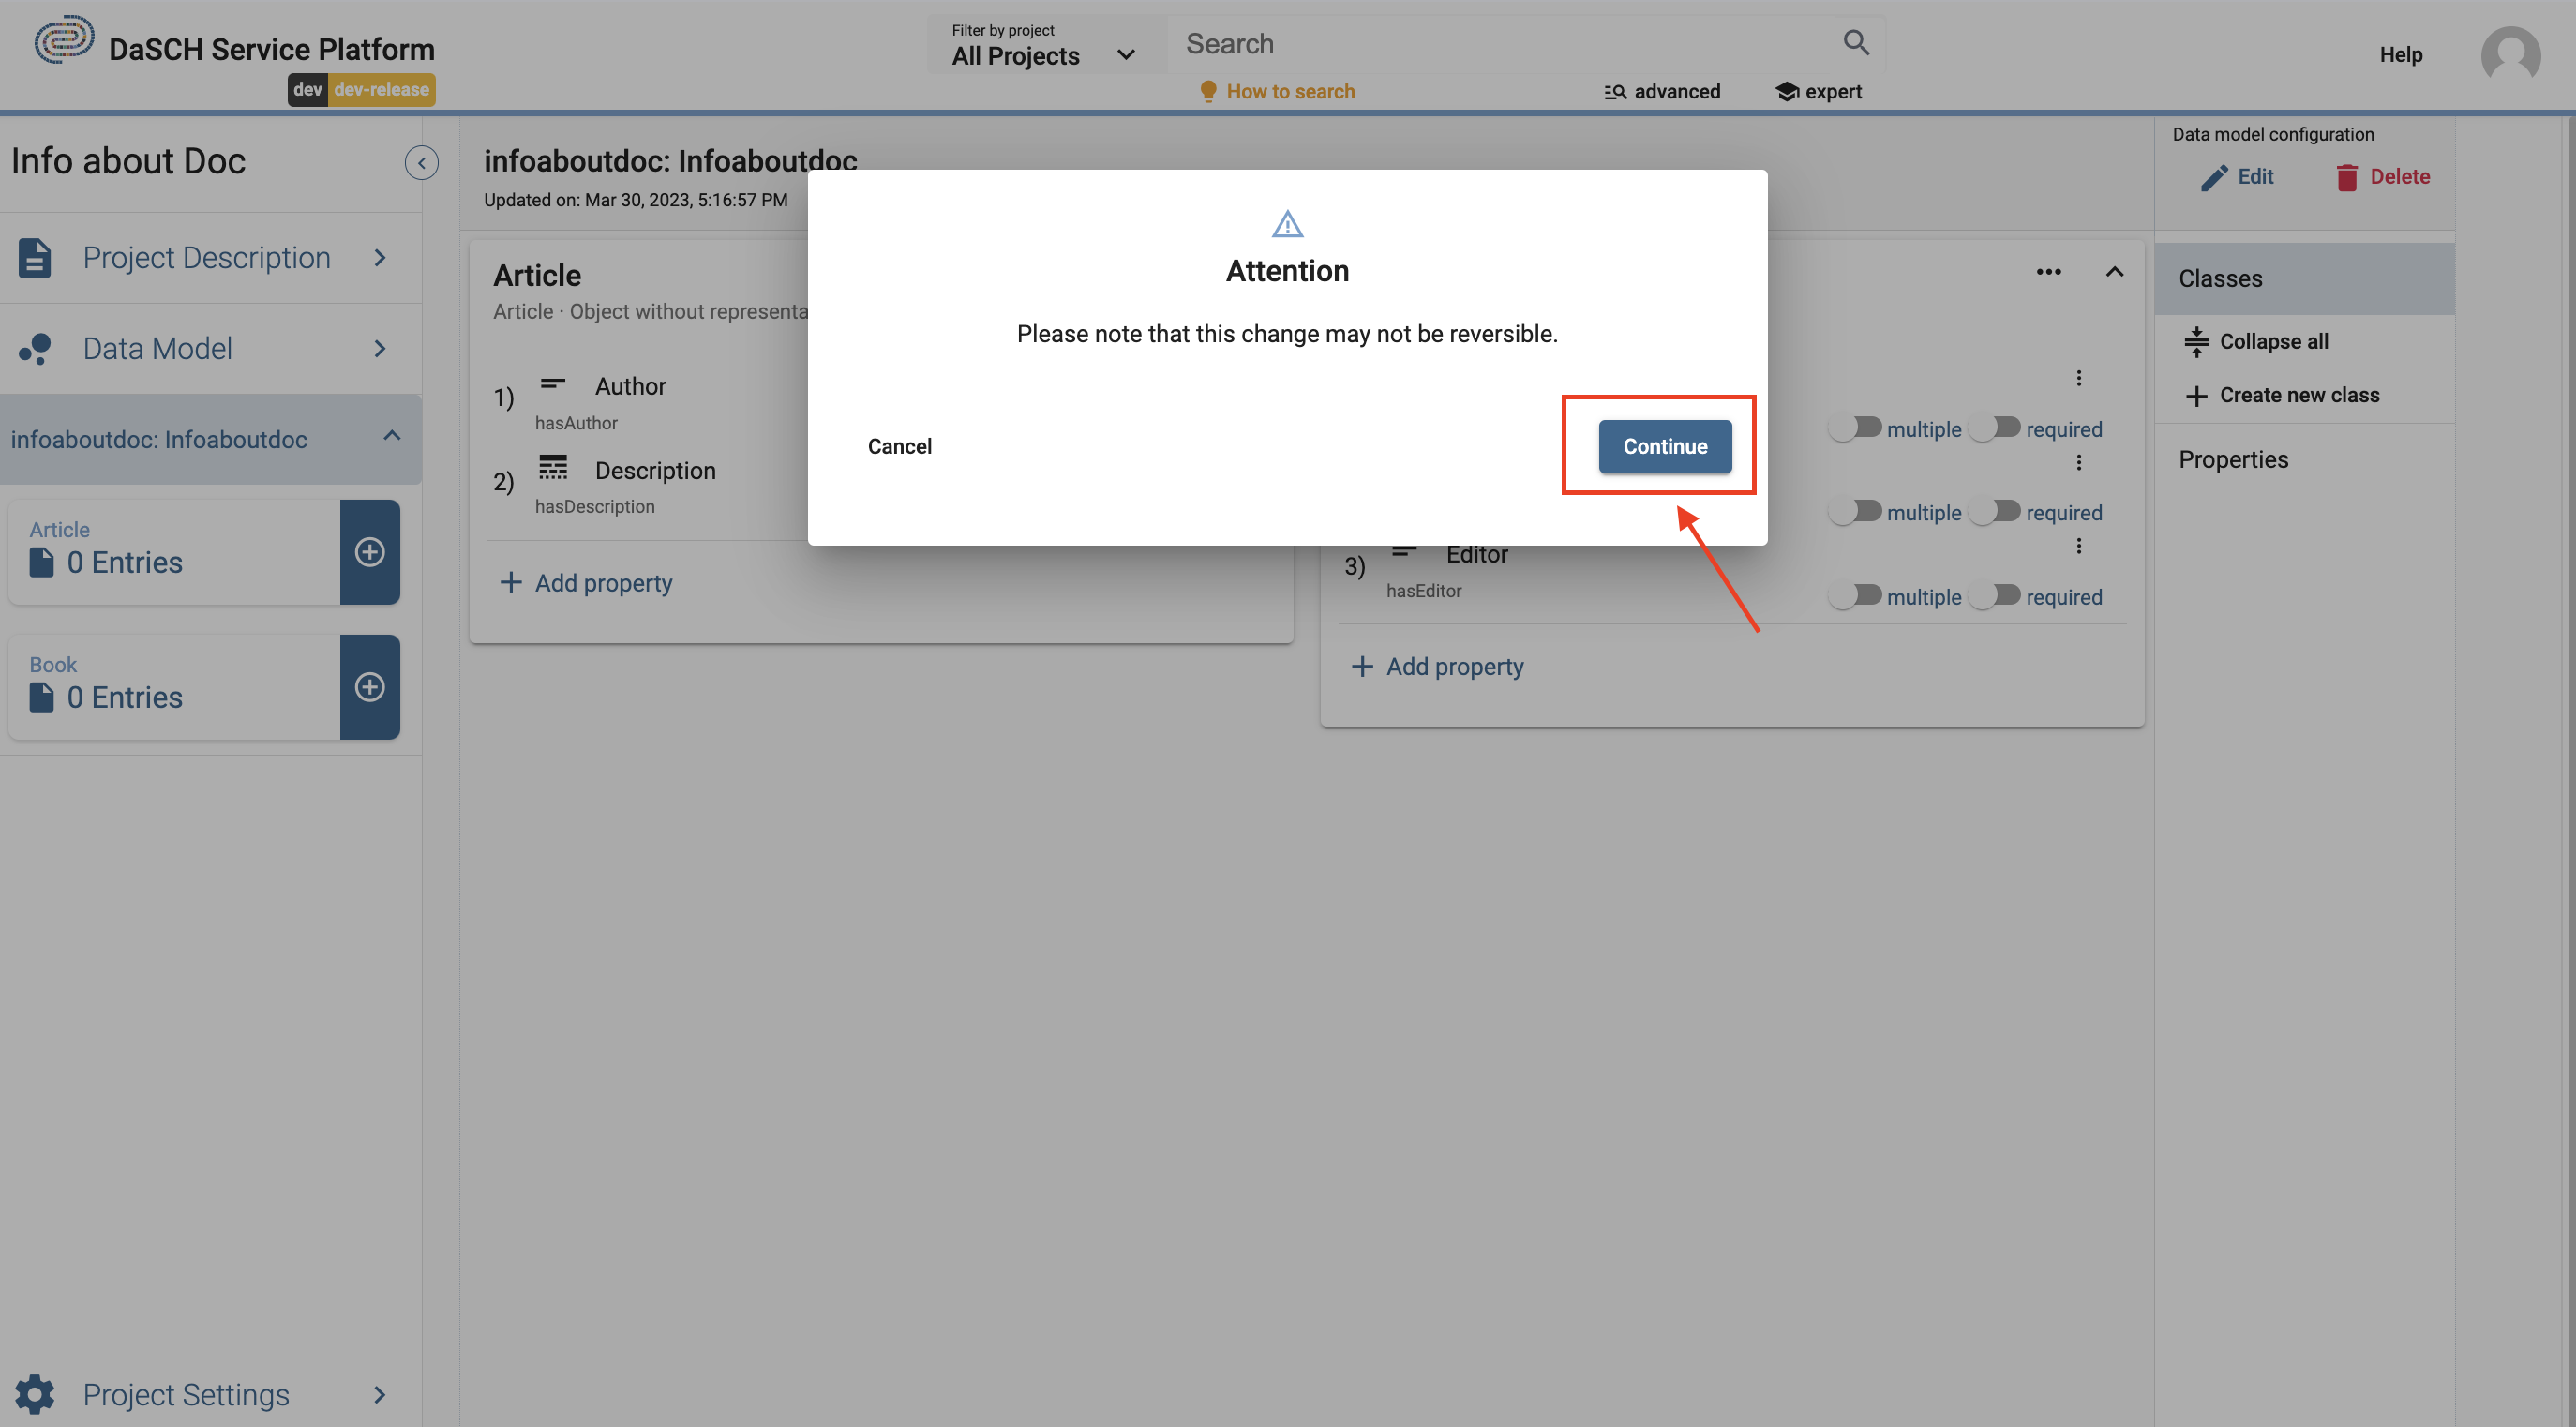 DaSCH Service Platform
dev dev-release
Filter by project
All Projects
Search
How to search
advanced
expert
Help
Info about Doc
Project Description
Data Model
infoaboutdoc: Infoaboutdoc
Article
0 Entries
Book
0 Entries
Project Settings
infoaboutdoc: Infoaboutdoc
Updated on: Mar 30, 2023, 5:16:57 PM
Article
Article · Object without representa
1) Author
hasAuthor
2) Description
hasDescription
Add property
Attention
Please note that this change may not be reversible.
Cancel
Continue
multiple required
multiple required
3) Editor
hasEditor
multiple required
Add property
Data model configuration
Edit
Delete
Classes
Collapse all
Create new class
Properties